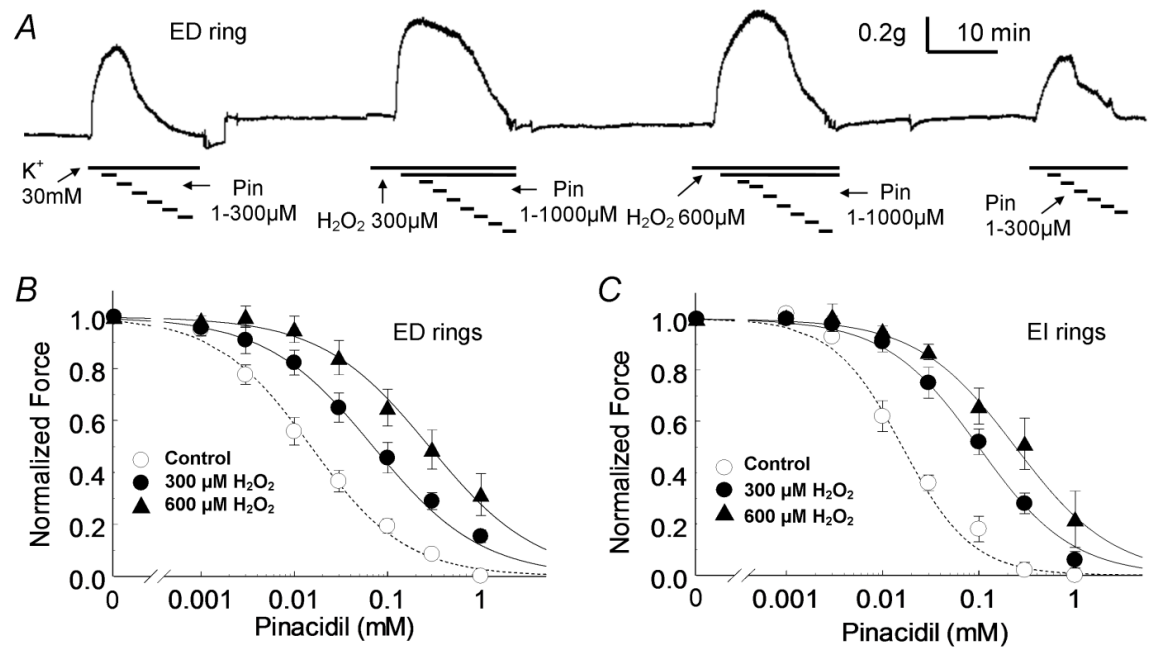 A
ED ring
0.2g
10 min
K⁺
30mM
Pin
1-300µM
H₂O₂ 300µM
Pin
1-1000µM
H₂O₂ 600µM
Pin
1-1000µM
Pin
1-300µM
B
ED rings
Normalized Force
1.0
0.8
0.6
0.4
0.2
0.0
Control
300 µM H₂O₂
600 µM H₂O₂
0
0.001
0.01
0.1
1
Pinacidil (mM)
C
EI rings
Normalized Force
1.0
0.8
0.6
0.4
0.2
0.0
Control
300 µM H₂O₂
600 µM H₂O₂
0
0.001
0.01
0.1
1
Pinacidil (mM)